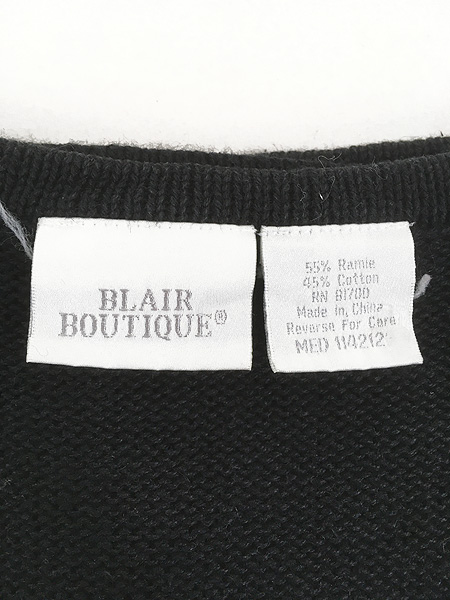 BLAIR
BOUTIQUE®
55% Ramie
45% Cotton
RN 81700
Made in China
Reverse For Care
MED 114212